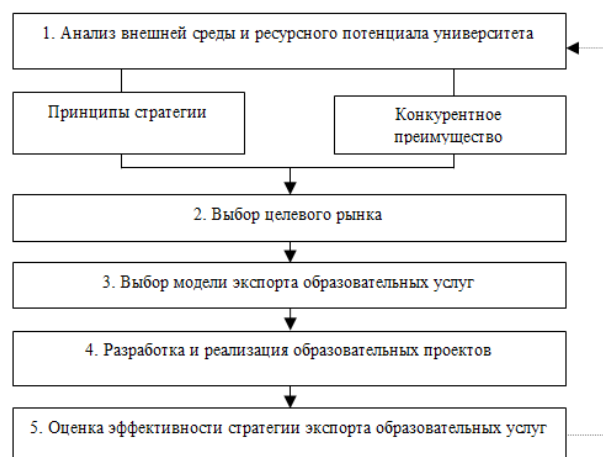 1. Анализ внешней среды и ресурсного потенциала университета
Принципы стратегии
Конкурентное
преимущество
2. Выбор целевого рынка
3. Выбор модели экспорта образовательных услуг
4. Разработка и реализация образовательных проектов
5. Оценка эффективности стратегии экспорта образовательных услуг